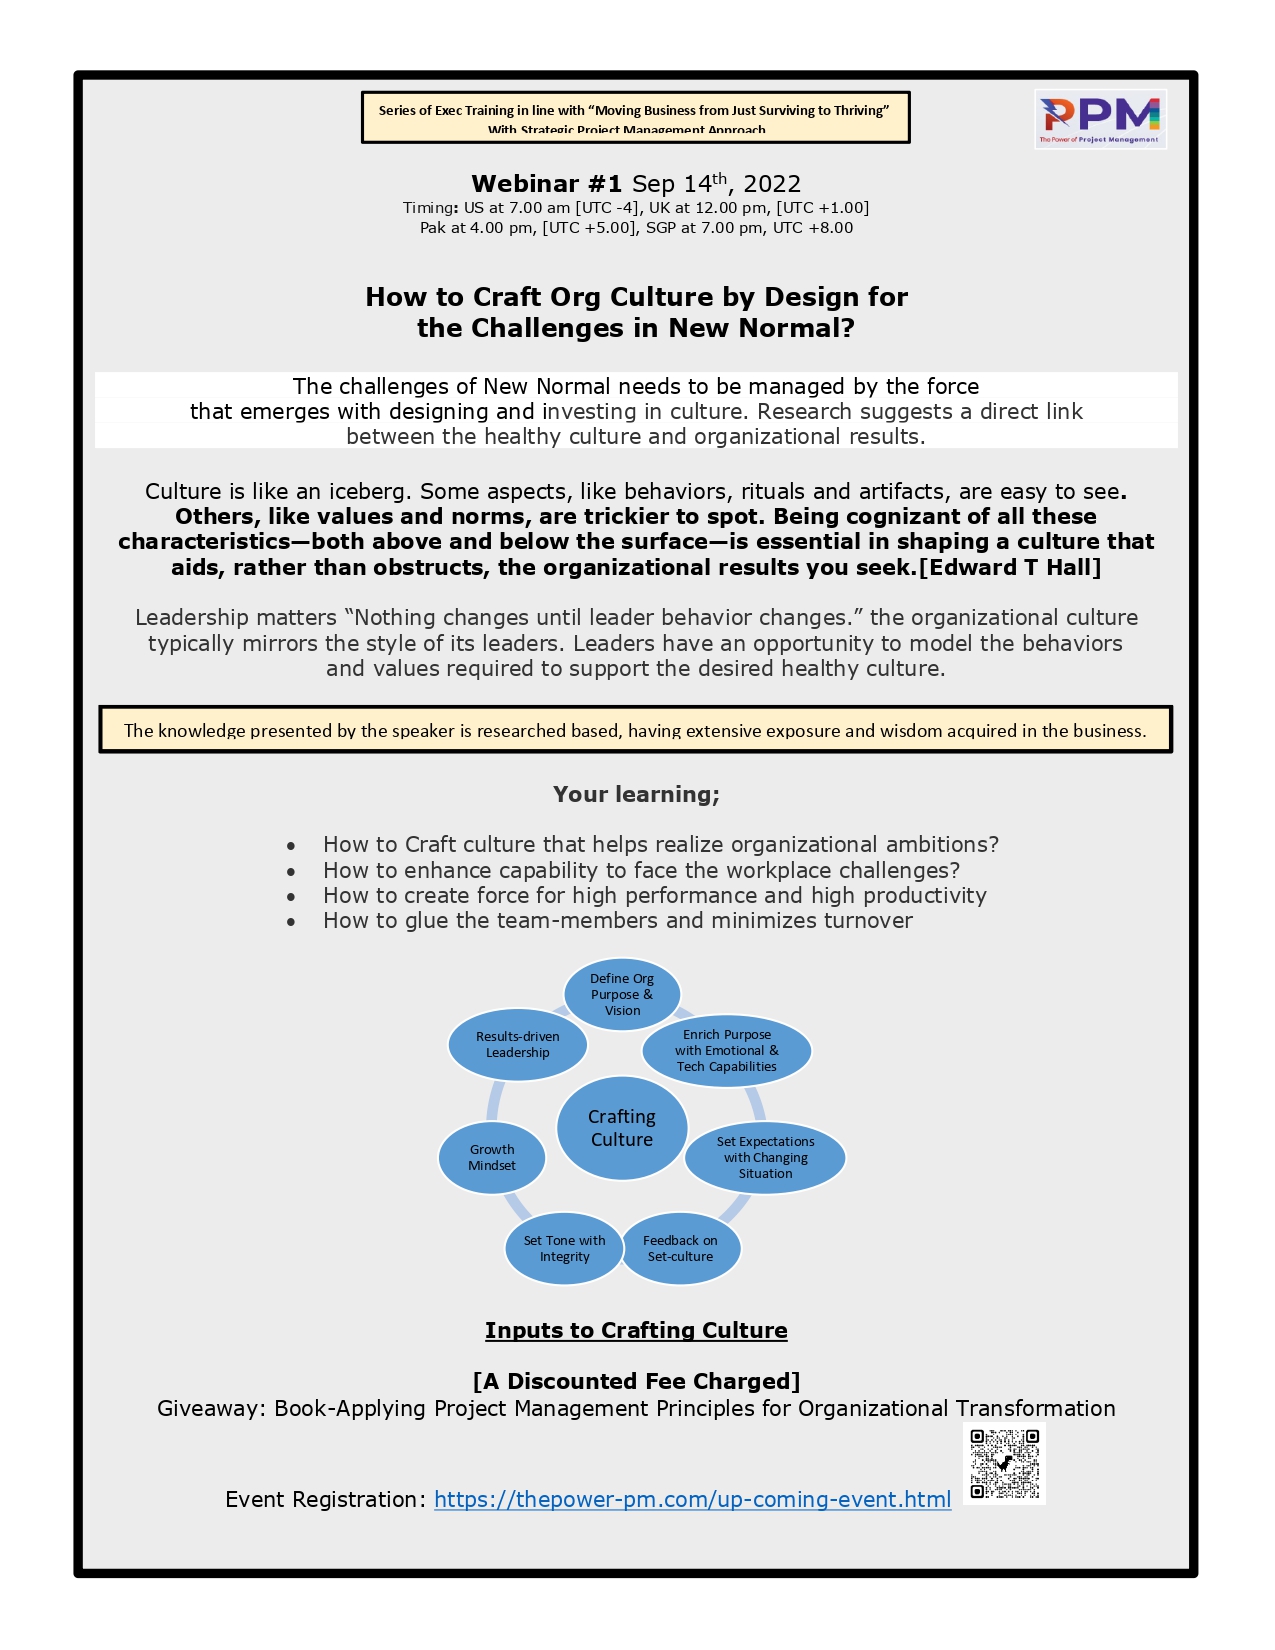 Series of Exec Training in line with “Moving Business from Just Surviving to Thriving”
With Strategic Project Management Approach
PPM
The Power of Project Management
Webinar #1 Sep 14th, 2022
Timing: US at 7.00 am [UTC -4], UK at 12.00 pm, [UTC +1.00]
Pak at 4.00 pm, [UTC +5.00], SGP at 7.00 pm, UTC +8.00
How to Craft Org Culture by Design for
the Challenges in New Normal?
The challenges of New Normal needs to be managed by the force
that emerges with designing and investing in culture. Research suggests a direct link
between the healthy culture and organizational results.
Culture is like an iceberg. Some aspects, like behaviors, rituals and artifacts, are easy to see.
Others, like values and norms, are trickier to spot. Being cognizant of all these
characteristics—both above and below the surface—is essential in shaping a culture that
aids, rather than obstructs, the organizational results you seek.[Edward T Hall]
Leadership matters “Nothing changes until leader behavior changes.” the organizational culture
typically mirrors the style of its leaders. Leaders have an opportunity to model the behaviors
and values required to support the desired healthy culture.
The knowledge presented by the speaker is researched based, having extensive exposure and wisdom acquired in the business.
Your learning;
• How to Craft culture that helps realize organizational ambitions?
• How to enhance capability to face the workplace challenges?
• How to create force for high performance and high productivity
• How to glue the team-members and minimizes turnover
Define Org
Purpose &
Vision
Enrich Purpose
with Emotional &
Tech Capabilities
Set Expectations
with Changing
Situation
Feedback on
Set-culture
Set Tone with
Integrity
Growth
Mindset
Results-driven
Leadership
Crafting
Culture
Inputs to Crafting Culture
[A Discounted Fee Charged]
Giveaway: Book-Applying Project Management Principles for Organizational Transformation
Event Registration: https://thepower-pm.com/up-coming-event.html